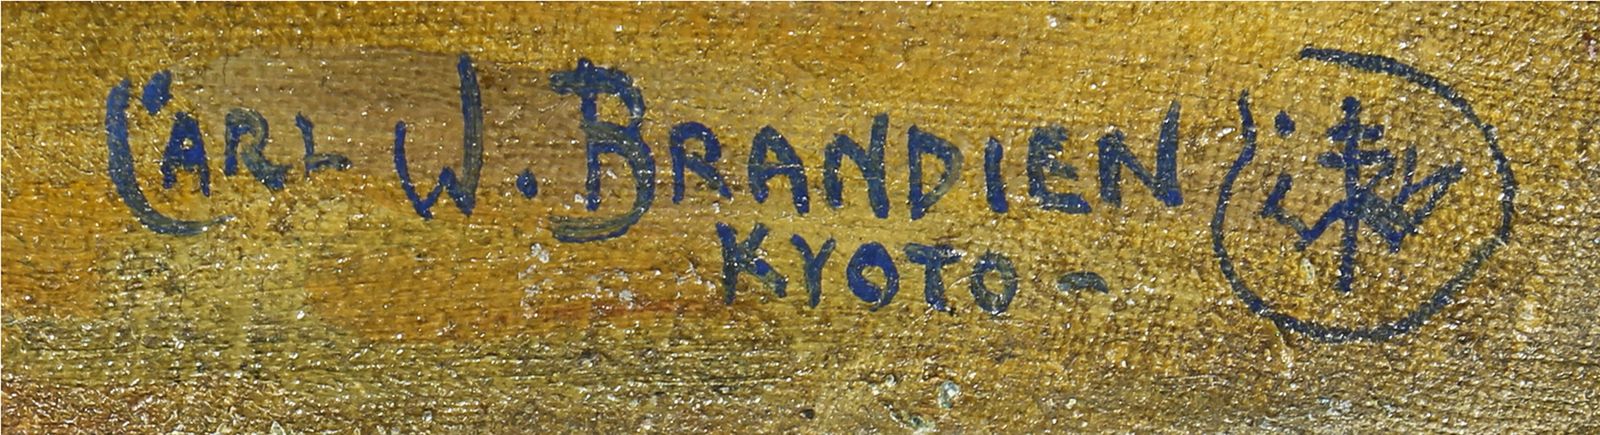 CARL W. BRANDIEN
KYOTO -